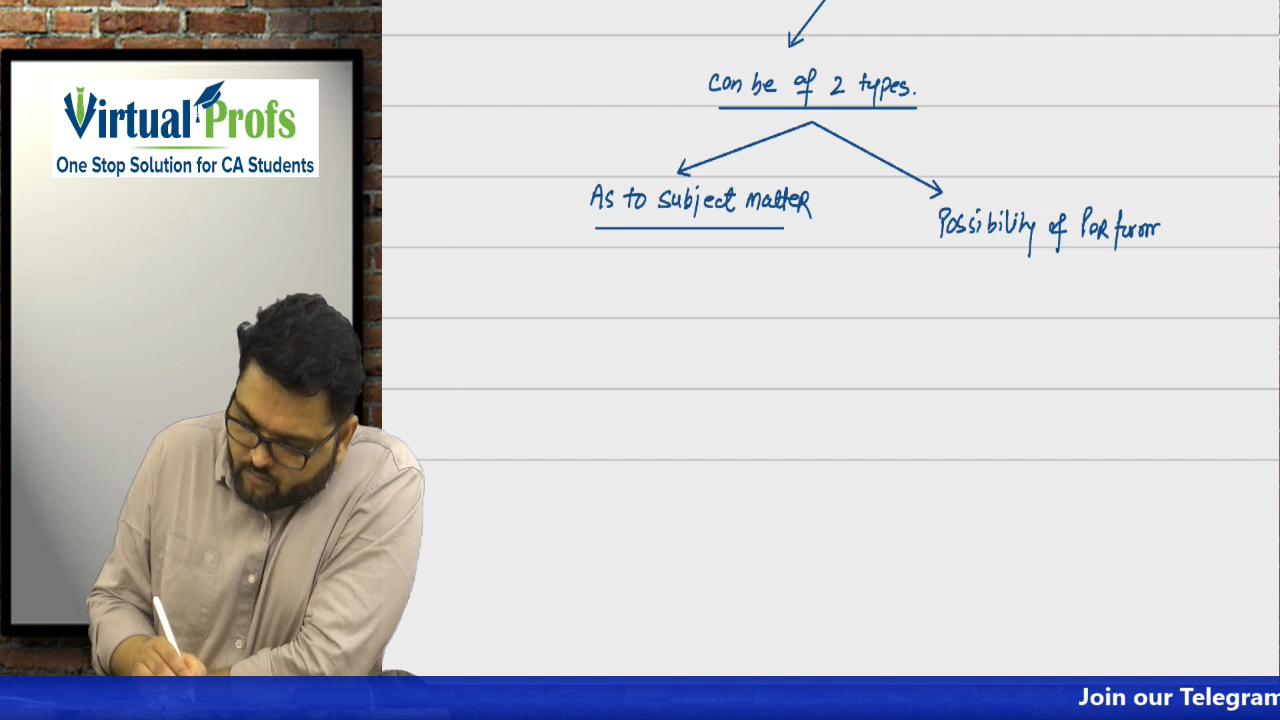 Virtual Profs
One Stop Solution for CA Students
Can be of 2 types.
As to subject matter
Possibility of Perform
Join our Telegram